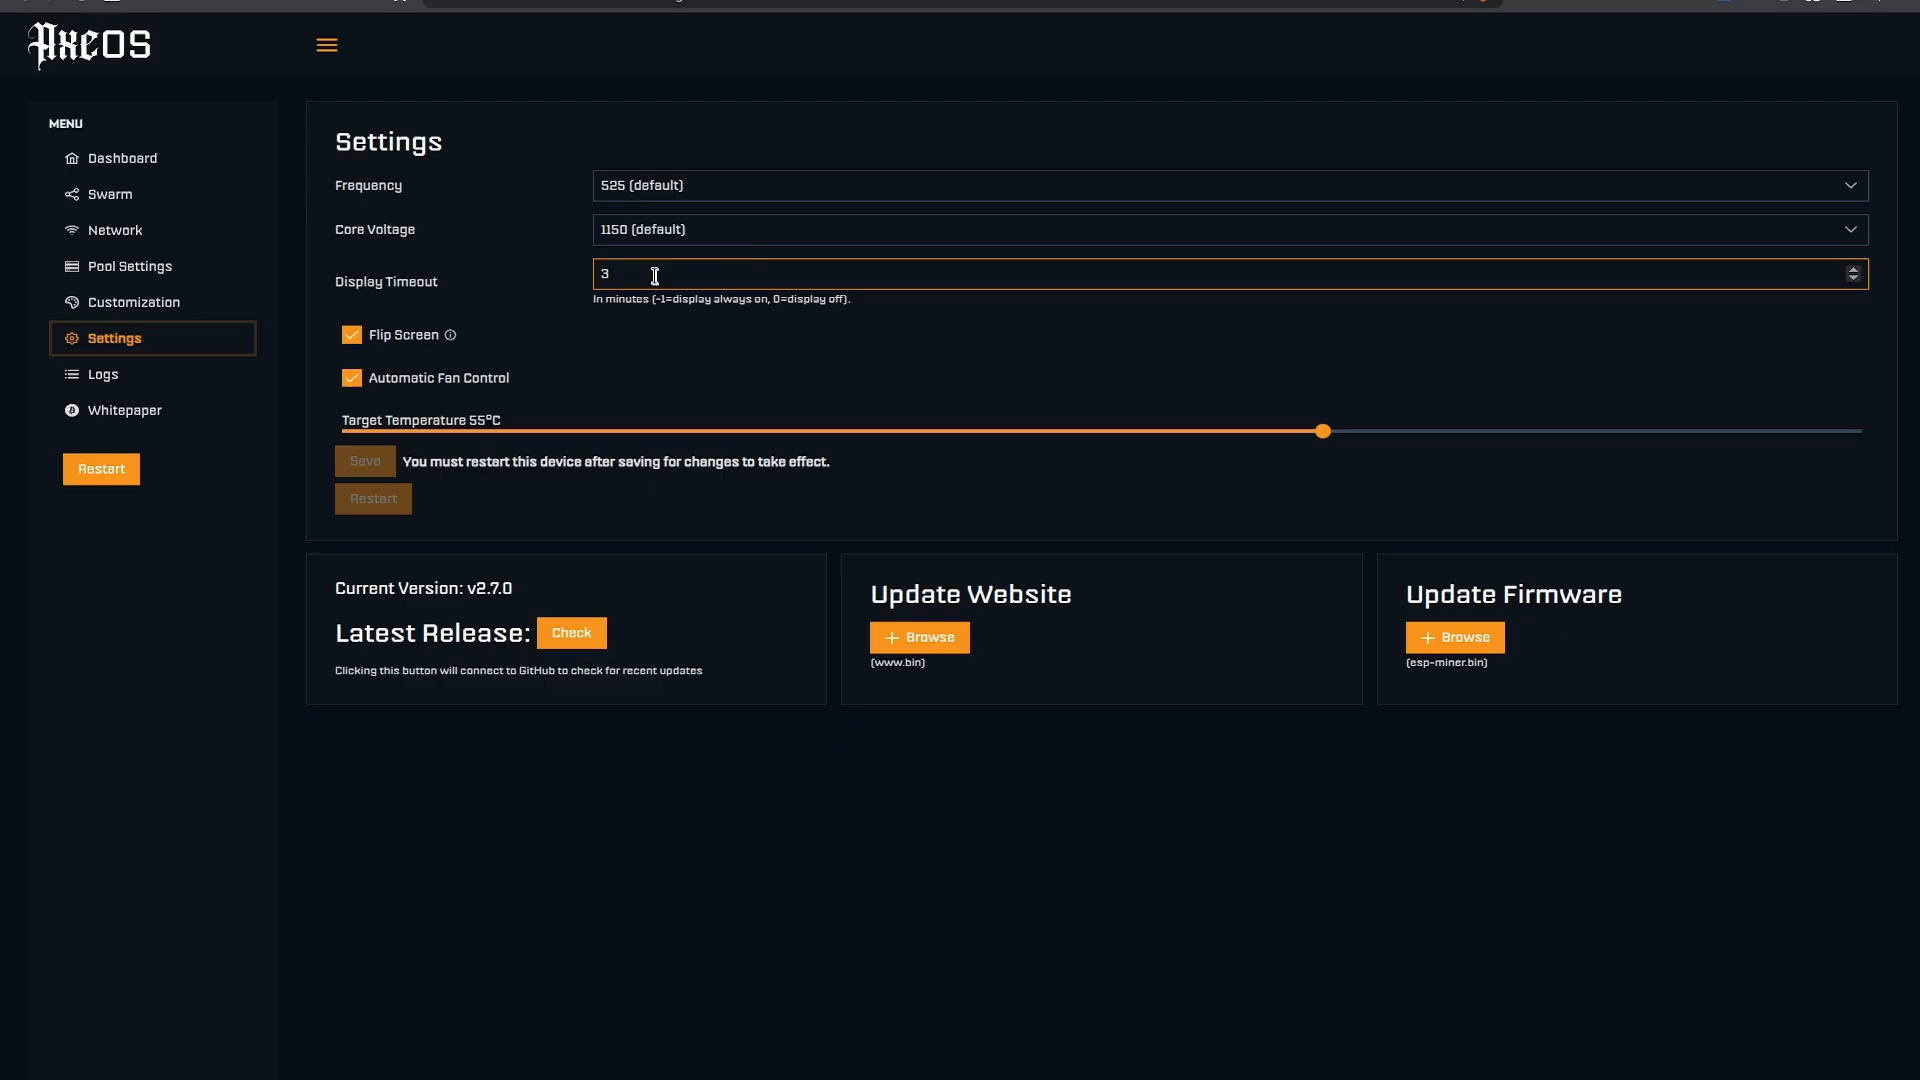 AxeOS
MENU
Dashboard
Swarm
Network
Pool Settings
Customization
Settings
Logs
Whitepaper
Restart
Settings
Frequency
525 (default)
Core Voltage
1150 (default)
Display Timeout
3
In minutes (-1=display always on, 0=display off).
Flip Screen
Automatic Fan Control
Target Temperature 55°C
Save You must restart this device after saving for changes to take effect.
Restart
Current Version: v2.7.0
Latest Release: Check
Clicking this button will connect to GitHub to check for recent updates
Update Website
+ Browse
(www.bin)
Update Firmware
+ Browse
(esp-miner.bin)